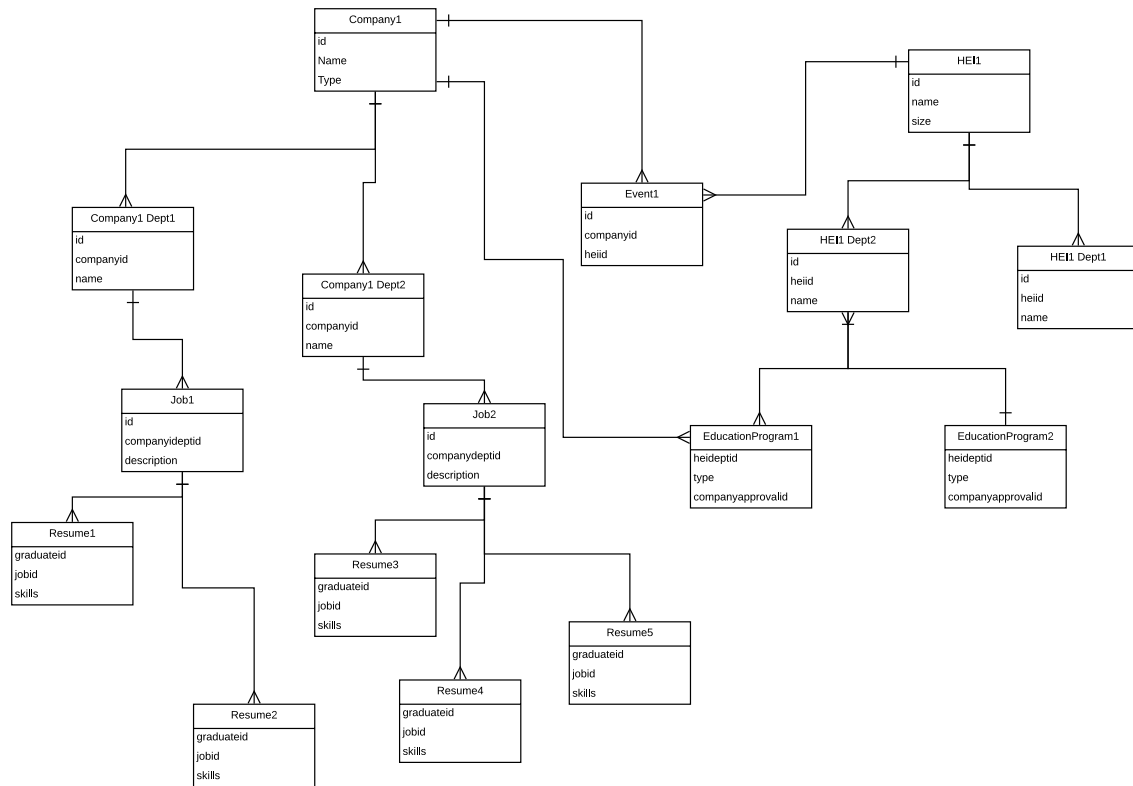 Company1
id
Name
Type
HEI1
id
name
size
Event1
id
companyid
heiid
Company1 Dept1
id
companyid
name
HEI1 Dept2
id
heiid
name
HEI1 Dept1
id
heiid
name
Company1 Dept2
id
companyid
name
Job1
id
companyideptid
description
Job2
id
companydeptid
description
EducationProgram1
heideptid
type
companyapprovalid
EducationProgram2
heideptid
type
companyapprovalid
Resume1
graduateid
jobid
skills
Resume3
graduateid
jobid
skills
Resume5
graduateid
jobid
skills
Resume4
graduateid
jobid
skills
Resume2
graduateid
jobid
skills